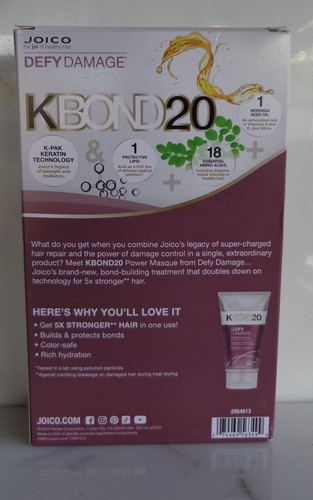 JOICO
the joi of healthy hair
DEFY DAMAGE
KBOND20
1
MORINGA
SEED OIL
An antioxidant-rich
K-PAK
KERATIN
TECHNOLOGY
Joico's legacy
of strength and
resilience.
&
1
PROTECTIVE
LIPID
Acts as a first line
of defense against
pollution*
+
18
ESSENTIAL
AMINO ACIDS,
including Arginine,
found naturally in
healthy hair.
+
What do you get when you combine Joico's legacy of super-charged
hair repair and the power of damage control in a single, extraordinary
product? Meet KBOND20 Power Masque from Defy Damage...
Joico's brand-new, bond-building treatment that doubles down on
technology for 5x stronger** hair.
HERE'S WHY YOU'LL LOVE IT
• Get 5X STRONGER** HAIR in one use!
• Builds & protects bonds
• Color-safe
• Rich hydration
*Tested in a lab using pollution particles
**Against combing breakage on damaged hair during heat styling
KBOND20
DEFY
DAMAGE
2854613
JOICO.COM